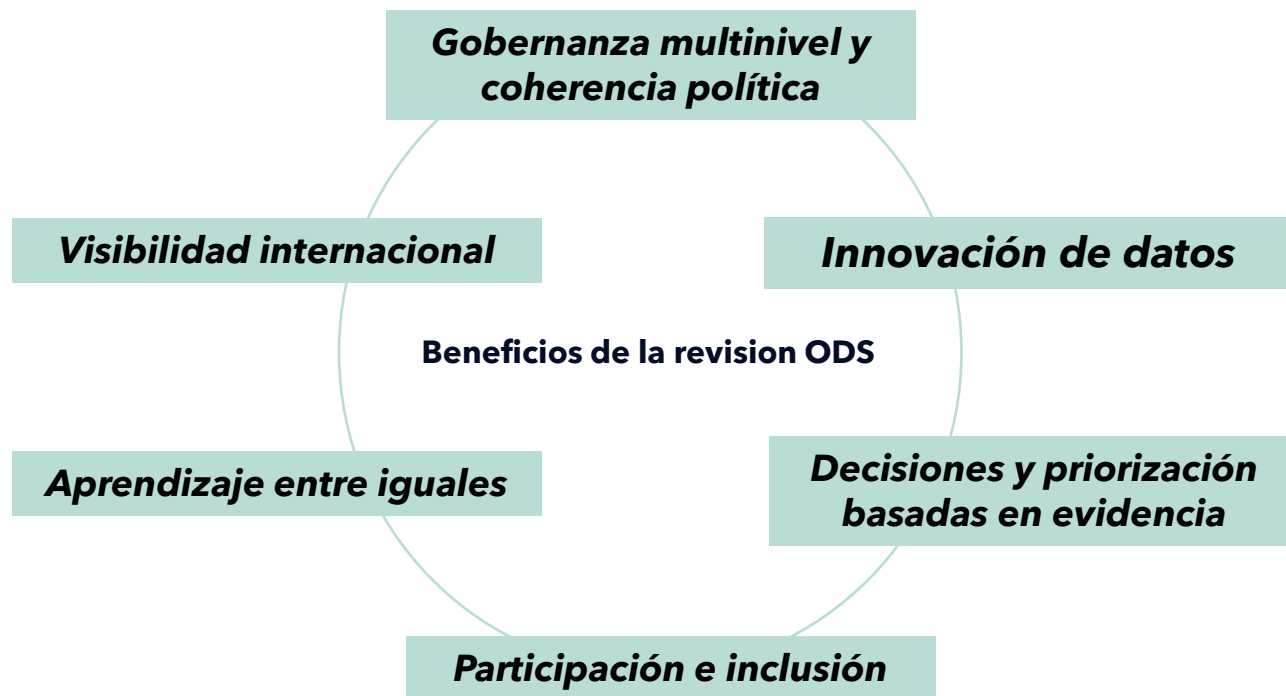 Gobernanza multinivel y
coherencia política
Visibilidad internacional
Innovación de datos
Beneficios de la revision ODS
Aprendizaje entre iguales
Decisiones y priorización
basadas en evidencia
Participación e inclusión